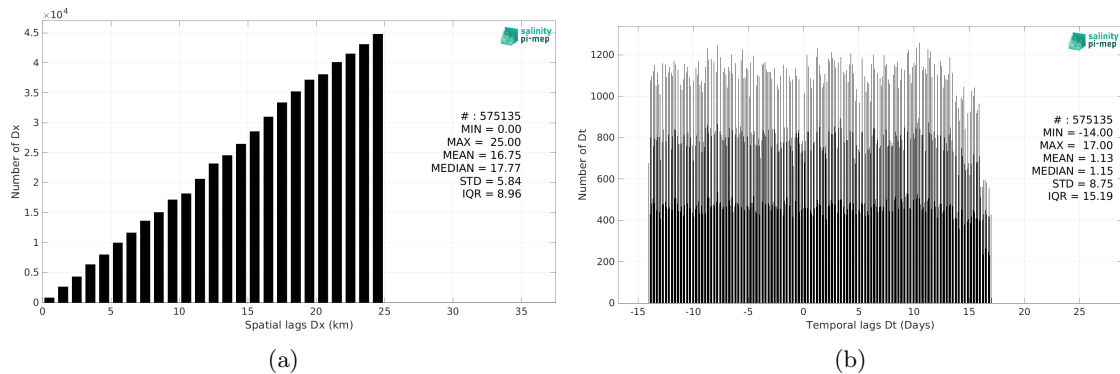 ×10⁴
4.5
4
3.5
3
2.5
2
1.5
1
0.5
0
Number of Dx
0 5 10 15 20 25 30 35
Spatial lags Dx (km)
salinity
pi-mep
# : 575135
MIN = 0.00
MAX = 25.00
MEAN = 16.75
MEDIAN = 17.77
STD = 5.84
IQR = 8.96
(a)
1200
1000
800
600
400
200
0
Number of Dt
-15 -10 -5 0 5 10 15 20 25
Temporal lags Dt (Days)
salinity
pi-mep
# : 575135
MIN = -14.00
MAX = 17.00
MEAN = 1.13
MEDIAN = 1.15
STD = 8.75
IQR = 15.19
(b)